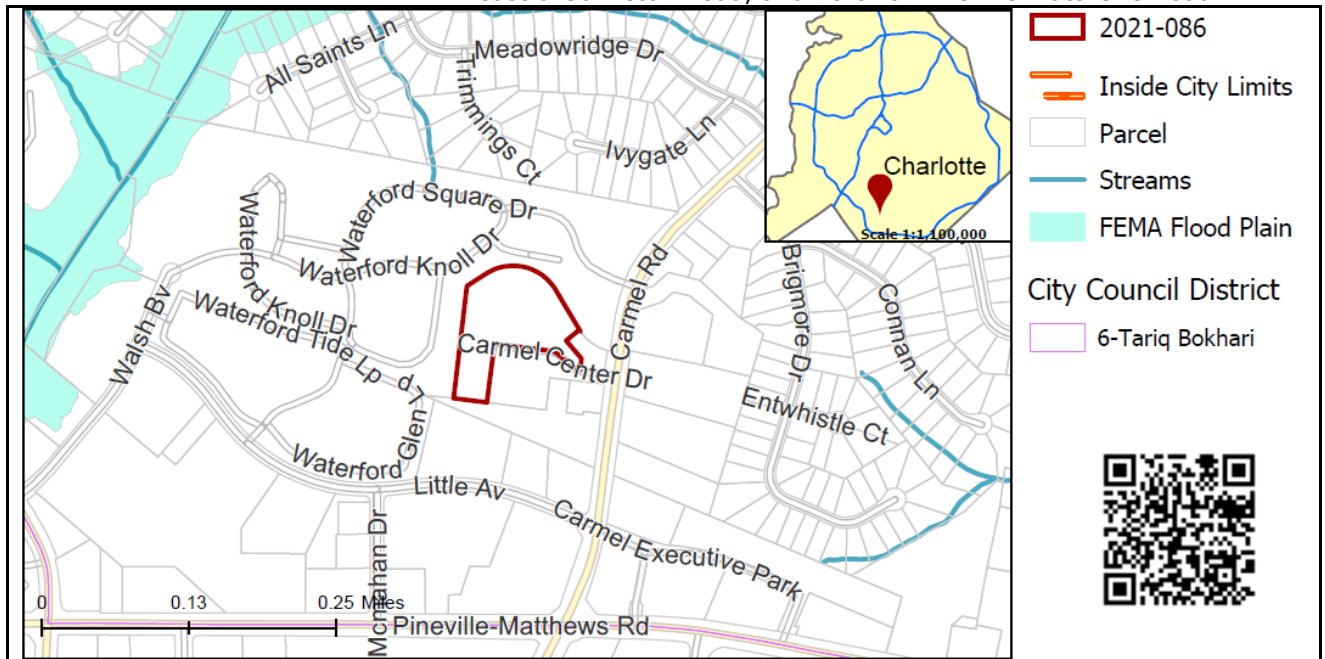 All Saints Ln
Meadowridge Dr
Trimmings Ct
Ivygate Ln
Waterford Square Dr
Waterford Knoll Dr
Waterford Knoll Dr
Waterford Tide Lp
Walsh Bv
Carmel Rd
Carmel Center Dr
Brigmore Dr
Connan Ln
Entwhistle Ct
Waterford
Glen
Ld
Little Av
Carmel Executive Park
Mcmahan Dr
Pineville-Matthews Rd
0
0.13
0.25 Miles
Charlotte
Scale 1:1,100,000
2021-086
Inside City Limits
Parcel
Streams
FEMA Flood Plain
City Council District
6-Tariq Bokhari